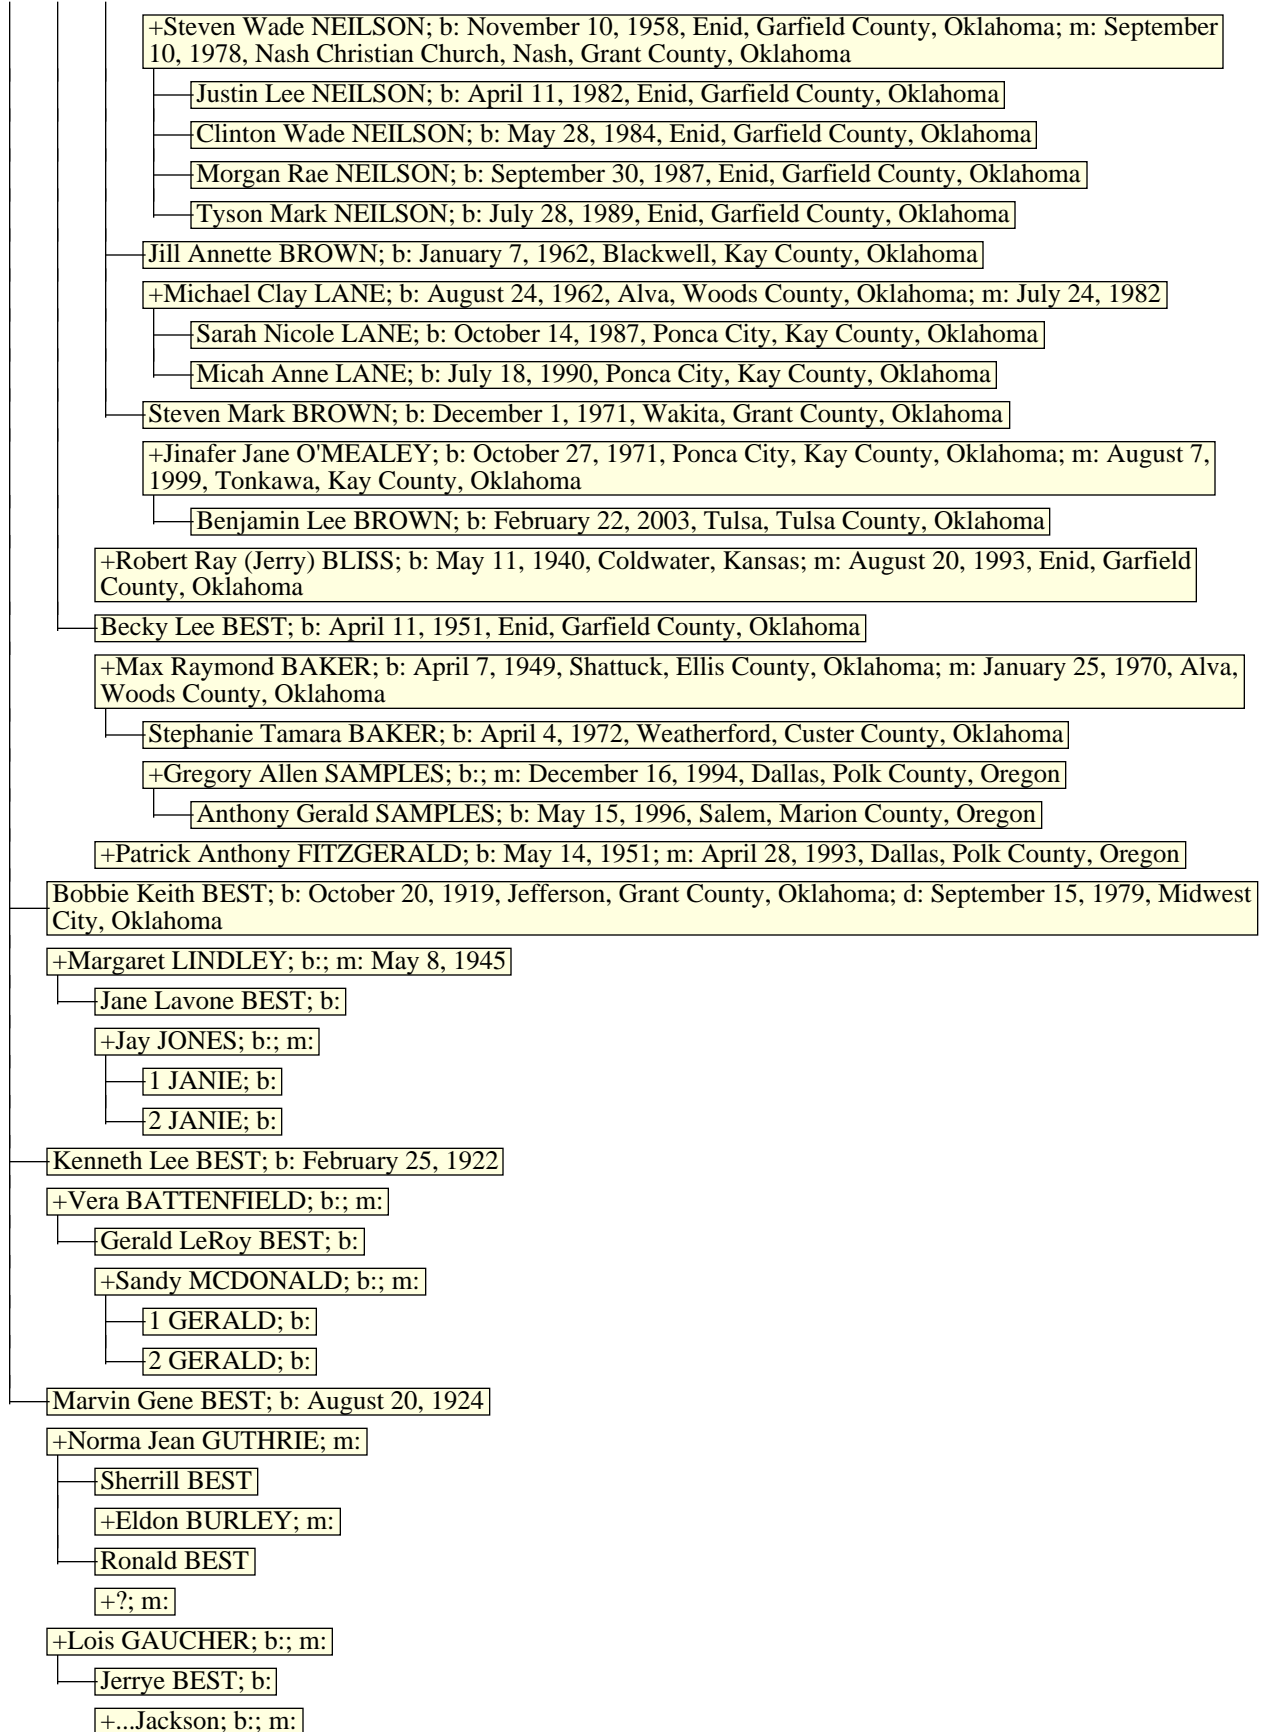 +Steven Wade NEILSON; b: November 10, 1958, Enid, Garfield County, Oklahoma; m: September
10, 1978, Nash Christian Church, Nash, Grant County, Oklahoma
Justin Lee NEILSON; b: April 11, 1982, Enid, Garfield County, Oklahoma
Clinton Wade NEILSON; b: May 28, 1984, Enid, Garfield County, Oklahoma
Morgan Rae NEILSON; b: September 30, 1987, Enid, Garfield County, Oklahoma
Tyson Mark NEILSON; b: July 28, 1989, Enid, Garfield County, Oklahoma
Jill Annette BROWN; b: January 7, 1962, Blackwell, Kay County, Oklahoma
+Michael Clay LANE; b: August 24, 1962, Alva, Woods County, Oklahoma; m: July 24, 1982
Sarah Nicole LANE; b: October 14, 1987, Ponca City, Kay County, Oklahoma
Micah Anne LANE; b: July 18, 1990, Ponca City, Kay County, Oklahoma
Steven Mark BROWN; b: December 1, 1971, Wakita, Grant County, Oklahoma
+Jinafer Jane O'MEALEY; b: October 27, 1971, Ponca City, Kay County, Oklahoma; m: August 7,
1999, Tonkawa, Kay County, Oklahoma
Benjamin Lee BROWN; b: February 22, 2003, Tulsa, Tulsa County, Oklahoma
+Robert Ray (Jerry) BLISS; b: May 11, 1940, Coldwater, Kansas; m: August 20, 1993, Enid, Garfield
County, Oklahoma
Becky Lee BEST; b: April 11, 1951, Enid, Garfield County, Oklahoma
+Max Raymond BAKER; b: April 7, 1949, Shattuck, Ellis County, Oklahoma; m: January 25, 1970, Alva,
Woods County, Oklahoma
Stephanie Tamara BAKER; b: April 4, 1972, Weatherford, Custer County, Oklahoma
+Gregory Allen SAMPLES; b:; m: December 16, 1994, Dallas, Polk County, Oregon
Anthony Gerald SAMPLES; b: May 15, 1996, Salem, Marion County, Oregon
+Patrick Anthony FITZGERALD; b: May 14, 1951; m: April 28, 1993, Dallas, Polk County, Oregon
Bobbie Keith BEST; b: October 20, 1919, Jefferson, Grant County, Oklahoma; d: September 15, 1979, Midwest
City, Oklahoma
+Margaret LINDLEY; b:; m: May 8, 1945
Jane Lavone BEST; b:
+Jay JONES; b:; m:
1 JANIE; b:
2 JANIE; b:
Kenneth Lee BEST; b: February 25, 1922
+Vera BATTENFIELD; b:; m:
Gerald LeRoy BEST; b:
+Sandy MCDONALD; b:; m:
1 GERALD; b:
2 GERALD; b:
Marvin Gene BEST; b: August 20, 1924
+Norma Jean GUTHRIE; m:
Sherrill BEST
+Eldon BURLEY; m:
Ronald BEST
+?; m:
+Lois GAUCHER; b:; m:
Jerrye BEST; b:
+...Jackson; b:; m: